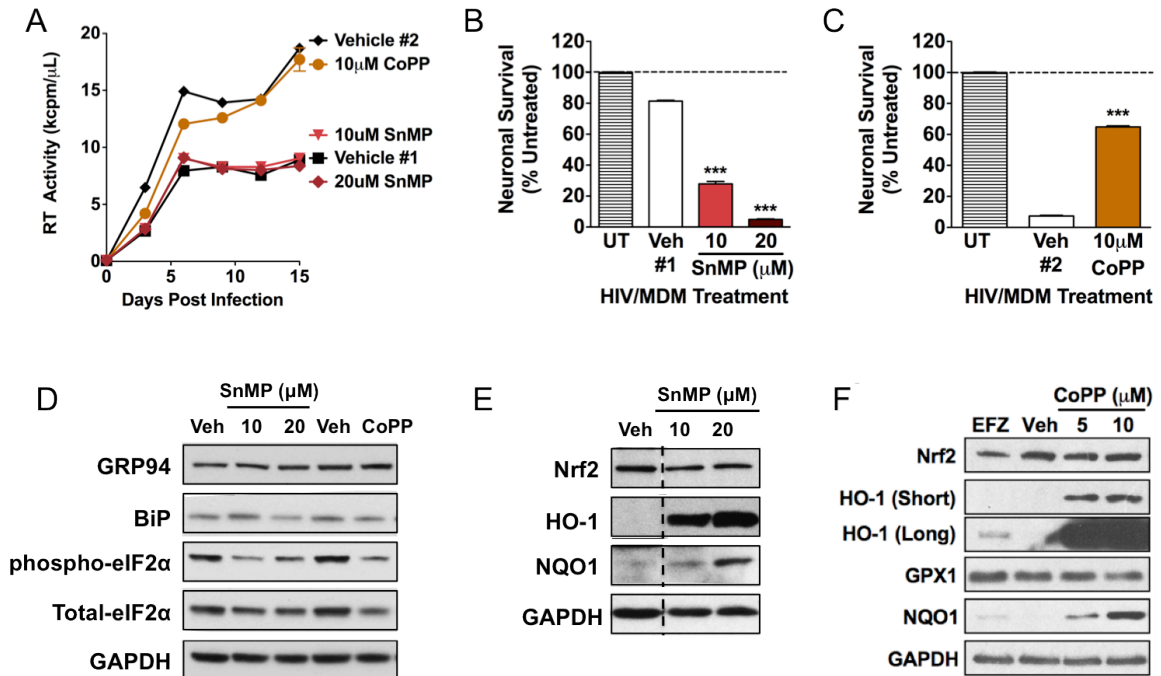 A
RT Activity (kcpm/μL)
20
15
10
5
0
0 5 10 15
Days Post Infection
Vehicle #2
10μM CoPP
10uM SnMP
Vehicle #1
20uM SnMP
B
Neuronal Survival
(% Untreated)
120
100
80
60
40
20
0
***
***
UT Veh #1 10 20
SnMP (μM)
HIV/MDM Treatment
C
Neuronal Survival
(% Untreated)
120
100
80
60
40
20
0
***
UT Veh #2 10μM CoPP
HIV/MDM Treatment
D
SnMP (μM)
Veh 10 20 Veh CoPP
GRP94
BiP
phospho-eIF2α
Total-eIF2α
GAPDH
E
SnMP (μM)
Veh 10 20
Nrf2
HO-1
NQO1
GAPDH
F
CoPP (μM)
EFZ Veh 5 10
Nrf2
HO-1 (Short)
HO-1 (Long)
GPX1
NQO1
GAPDH